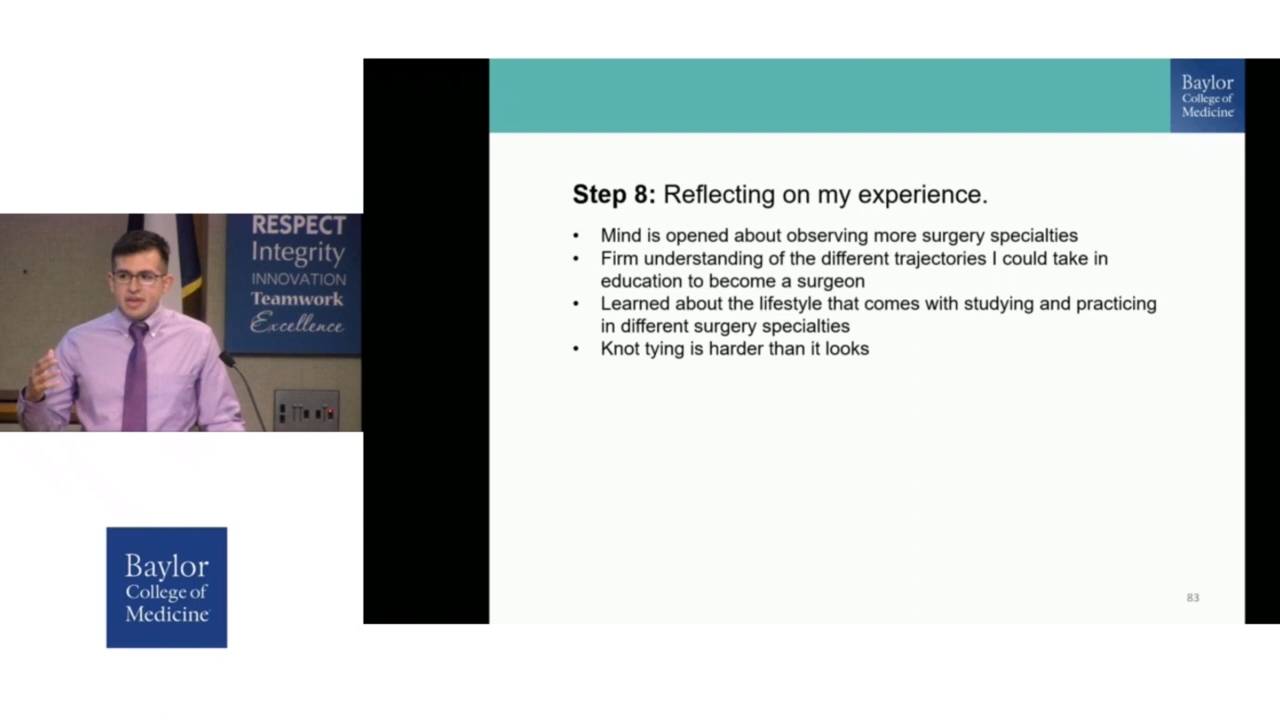 RESPECT
Integrity
INNOVATION
Teamwork
Excellence
Baylor
College of
Medicine
Baylor
College of
Medicine
Step 8: Reflecting on my experience.
• Mind is opened about observing more surgery specialties
• Firm understanding of the different trajectories I could take in
education to become a surgeon
• Learned about the lifestyle that comes with studying and practicing
in different surgery specialties
• Knot tying is harder than it looks
83